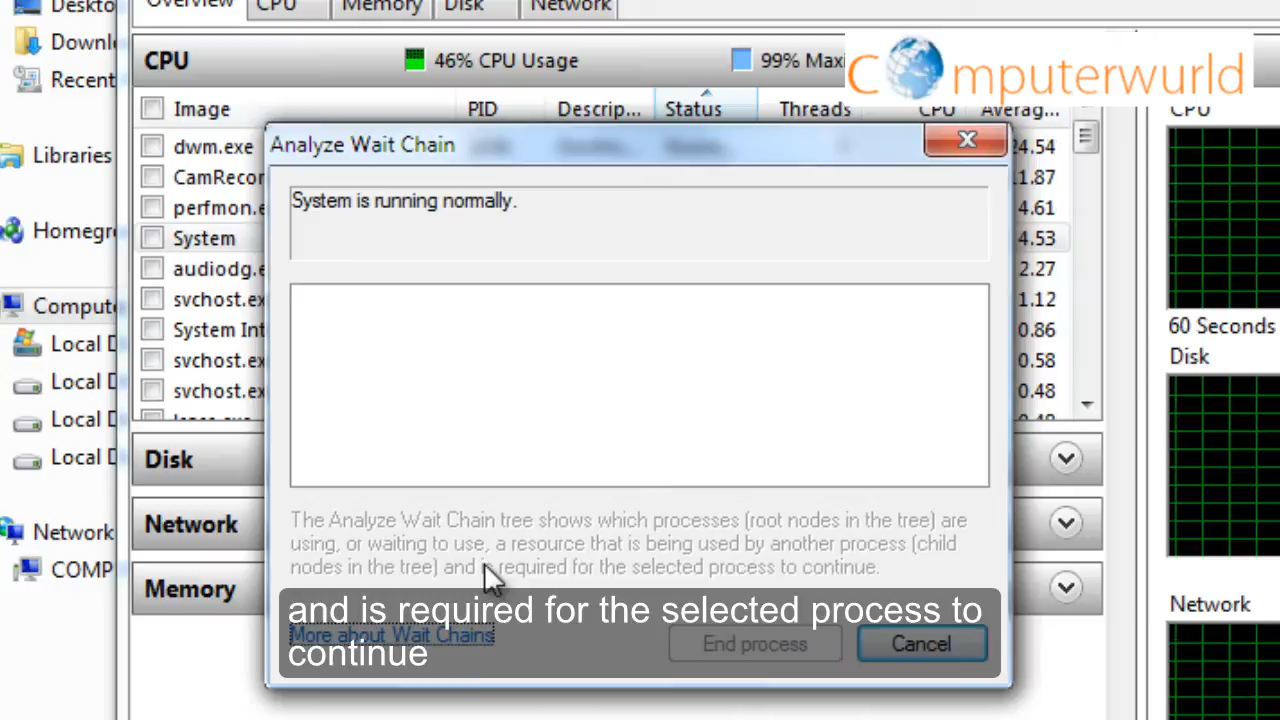 Overview CPU Memory Disk Network
Deskto
Downl
Recent
Libraries
Homegr
Compute
Local D
Local D
Local D
Local D
Network
COMP
CPU 46% CPU Usage 99% Maxi
C mputerwurld
Image PID Descrip... Status Threads CPU Averag...
dwm.exe 24.54
CamRecor 11.87
perfmon.e 4.61
System 4.53
audiodg.e 2.27
svchost.ex 1.12
System Int 0.86
svchost.ex 0.58
svchost.ex 0.48
Analyze Wait Chain
System is running normally.
The Analyze Wait Chain tree shows which processes (root nodes in the tree) are
using, or waiting to use, a resource that is being used by another process (child
nodes in the tree) and is required for the selected process to continue.
More about Wait Chains
End process Cancel
and is required for the selected process to
continue
Disk
Network
Memory
CPU
60 Seconds
Disk
Network